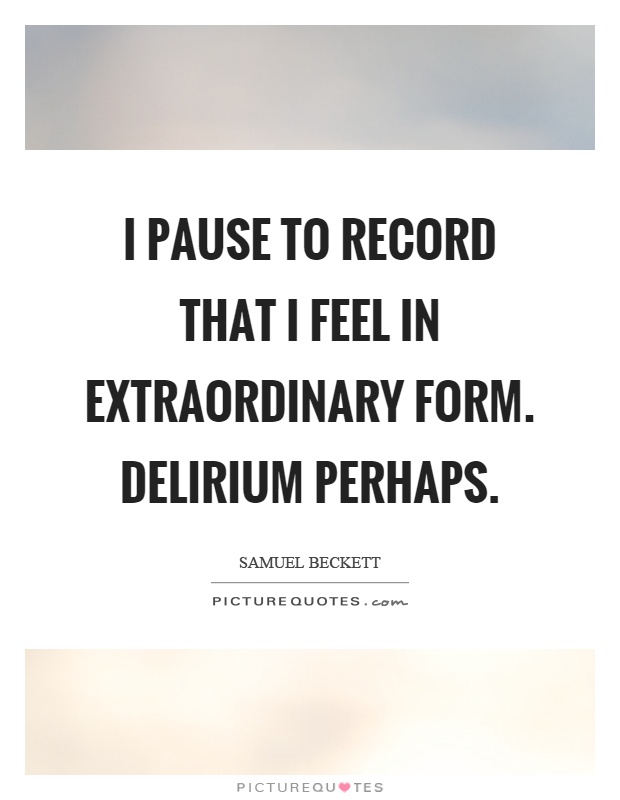 I PAUSE TO RECORD
THAT I FEEL IN
EXTRAORDINARY FORM.
DELIRIUM PERHAPS.
SAMUEL BECKETT
PICTUREQUOTES.com
PICTUREQUOTES